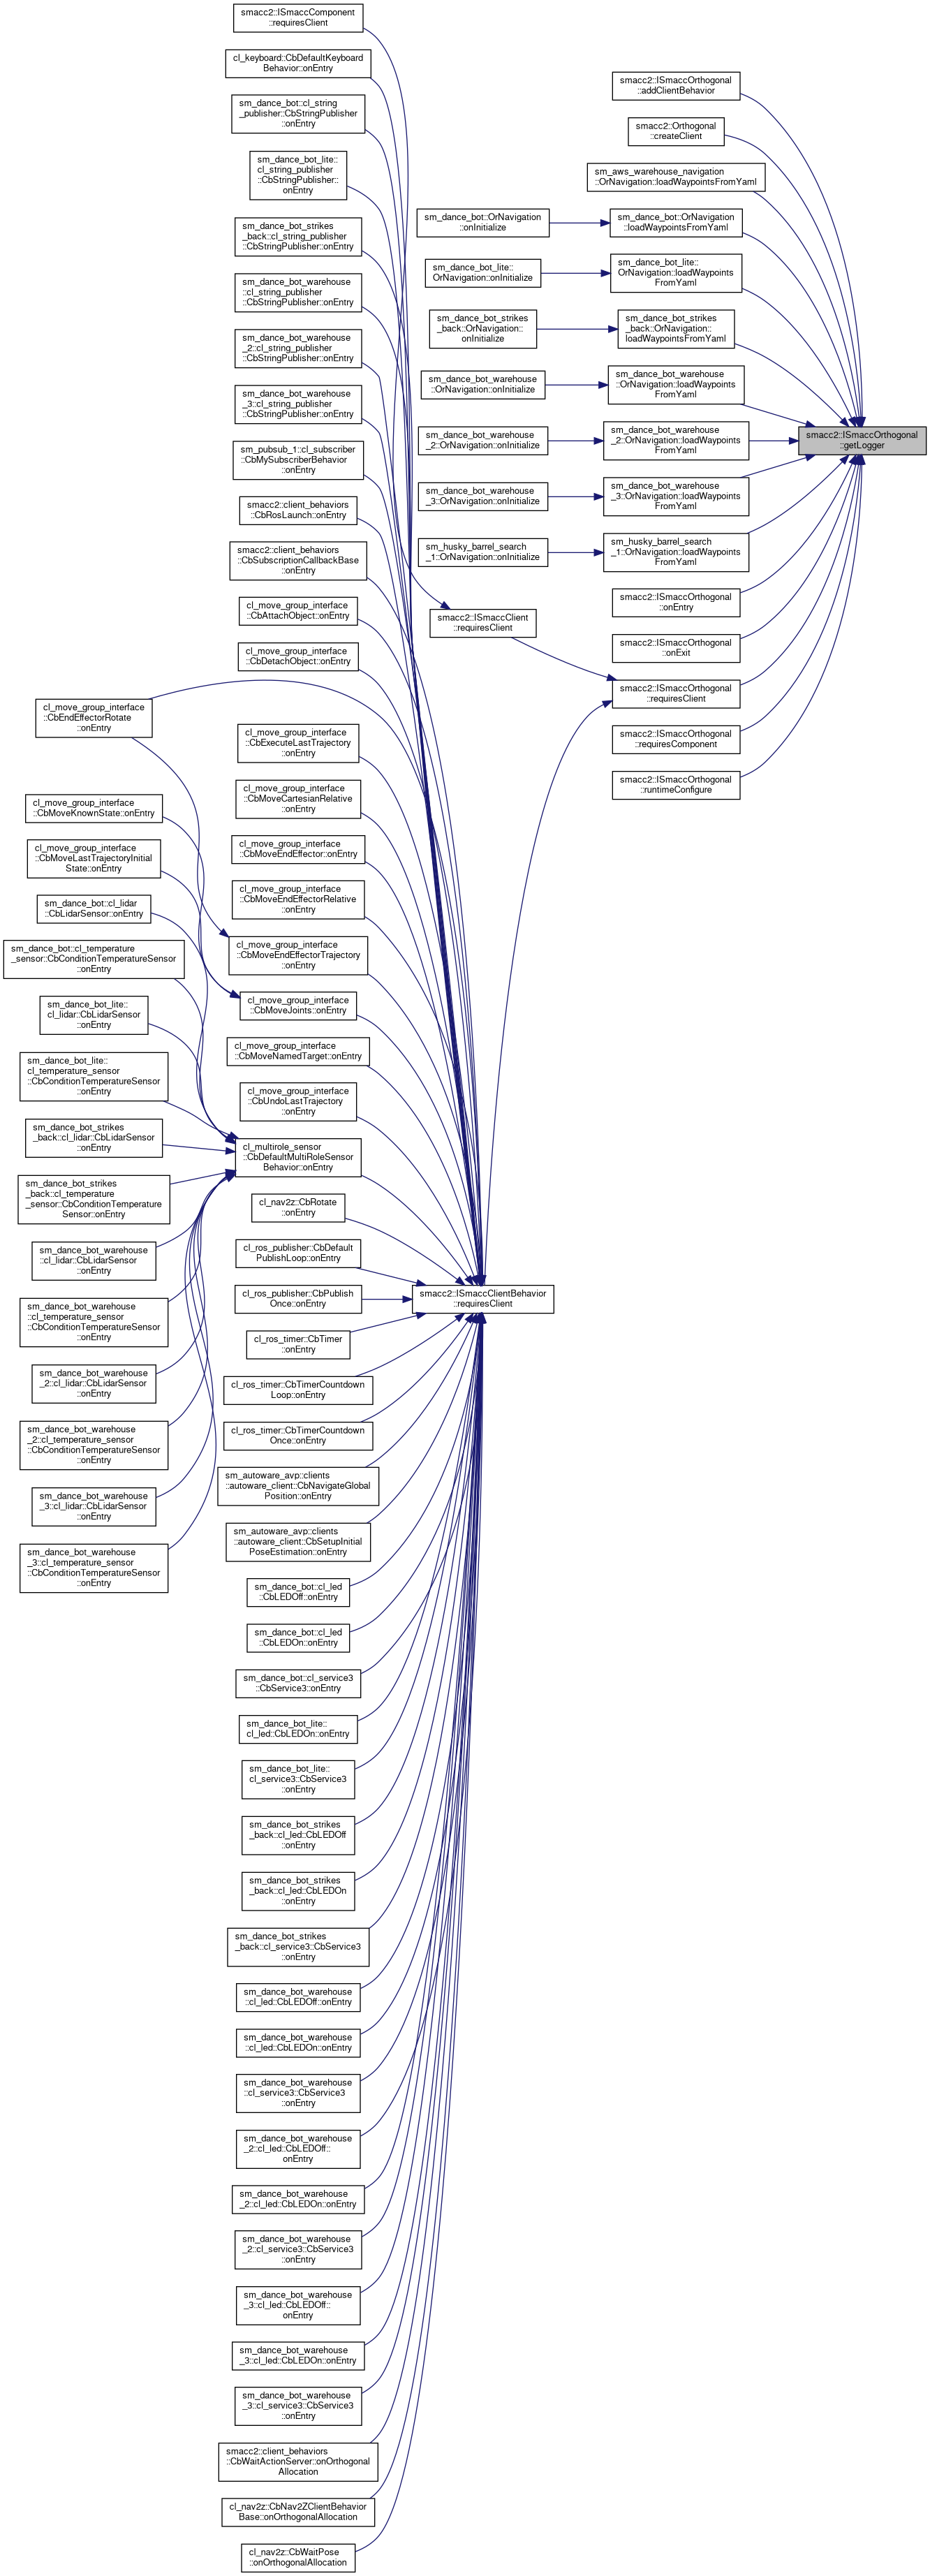 smacc2::ISmaccComponent
::requiresClient
cl_keyboard::CbDefaultKeyboard
Behavior::onEntry
sm_dance_bot::cl_string
_publisher::CbStringPublisher
::onEntry
sm_dance_bot_lite::
cl_string_publisher
::CbStringPublisher::
onEntry
sm_dance_bot_strikes
_back::cl_string_publisher
::CbStringPublisher::onEntry
sm_dance_bot_warehouse
::cl_string_publisher
::CbStringPublisher::onEntry
sm_dance_bot_warehouse
_2::cl_string_publisher
::CbStringPublisher::onEntry
sm_dance_bot_warehouse
_3::cl_string_publisher
::CbStringPublisher::onEntry
sm_pubsub_1::cl_subscriber
::CbMySubscriberBehavior
::onEntry
smacc2::client_behaviors
::CbRosLaunch::onEntry
smacc2::client_behaviors
::CbSubscriptionCallbackBase
::onEntry
cl_move_group_interface
::CbAttachObject::onEntry
cl_move_group_interface
::CbDetachObject::onEntry
cl_move_group_interface
::CbEndEffectorRotate
::onEntry
cl_move_group_interface
::CbExecuteLastTrajectory
::onEntry
cl_move_group_interface
::CbMoveCartesianRelative
::onEntry
cl_move_group_interface
::CbMoveEndEffector::onEntry
cl_move_group_interface
::CbMoveEndEffectorRelative
::onEntry
cl_move_group_interface
::CbMoveEndEffectorTrajectory
::onEntry
cl_move_group_interface
::CbMoveJoints::onEntry
cl_move_group_interface
::CbMoveNamedTarget::onEntry
cl_move_group_interface
::CbUndoLastTrajectory
::onEntry
cl_multirole_sensor
::CbDefaultMultiRoleSensor
Behavior::onEntry
cl_nav2z::CbRotate
::onEntry
cl_ros_publisher::CbDefault
PublishLoop::onEntry
cl_ros_publisher::CbPublish
Once::onEntry
cl_ros_timer::CbTimer
::onEntry
cl_ros_timer::CbTimerCountdown
Loop::onEntry
cl_ros_timer::CbTimerCountdown
Once::onEntry
sm_autoware_avp::clients
::autoware_client::CbNavigateGlobal
Position::onEntry
sm_autoware_avp::clients
::autoware_client::CbSetupInitial
PoseEstimation::onEntry
sm_dance_bot::cl_led
::CbLEDOff::onEntry
sm_dance_bot::cl_led
::CbLEDOn::onEntry
sm_dance_bot::cl_service3
::CbService3::onEntry
sm_dance_bot_lite::
cl_led::CbLEDOn::onEntry
sm_dance_bot_lite::
cl_service3::CbService3
::onEntry
sm_dance_bot_strikes
_back::cl_led::CbLEDOff
::onEntry
sm_dance_bot_strikes
_back::cl_led::CbLEDOn
::onEntry
sm_dance_bot_strikes
_back::cl_service3::CbService3
::onEntry
sm_dance_bot_warehouse
::cl_led::CbLEDOff::onEntry
sm_dance_bot_warehouse
::cl_led::CbLEDOn::onEntry
sm_dance_bot_warehouse
::cl_service3::CbService3
::onEntry
sm_dance_bot_warehouse
_2::cl_led::CbLEDOff::
onEntry
sm_dance_bot_warehouse
_2::cl_led::CbLEDOn::onEntry
sm_dance_bot_warehouse
_2::cl_service3::CbService3
::onEntry
sm_dance_bot_warehouse
_3::cl_led::CbLEDOff::
onEntry
sm_dance_bot_warehouse
_3::cl_led::CbLEDOn::onEntry
sm_dance_bot_warehouse
_3::cl_service3::CbService3
::onEntry
smacc2::client_behaviors
::CbWaitActionServer::onOrthogonal
Allocation
cl_nav2z::CbNav2ZClientBehavior
Base::onOrthogonalAllocation
cl_nav2z::CbWaitPose
::onOrthogonalAllocation
cl_move_group_interface
::CbMoveKnownState::onEntry
cl_move_group_interface
::CbMoveLastTrajectoryInitial
State::onEntry
sm_dance_bot::cl_lidar
::CbLidarSensor::onEntry
sm_dance_bot::cl_temperature
_sensor::CbConditionTemperatureSensor
::onEntry
sm_dance_bot_lite::
cl_lidar::CbLidarSensor
::onEntry
sm_dance_bot_lite::
cl_temperature_sensor
::CbConditionTemperatureSensor
::onEntry
sm_dance_bot_strikes
_back::cl_lidar::CbLidarSensor
::onEntry
sm_dance_bot_strikes
_back::cl_temperature
_sensor::CbConditionTemperature
Sensor::onEntry
sm_dance_bot_warehouse
::cl_lidar::CbLidarSensor
::onEntry
sm_dance_bot_warehouse
::cl_temperature_sensor
::CbConditionTemperatureSensor
::onEntry
sm_dance_bot_warehouse
_2::cl_lidar::CbLidarSensor
::onEntry
sm_dance_bot_warehouse
_2::cl_temperature_sensor
::CbConditionTemperatureSensor
::onEntry
sm_dance_bot_warehouse
_3::cl_lidar::CbLidarSensor
::onEntry
sm_dance_bot_warehouse
_3::cl_temperature_sensor
::CbConditionTemperatureSensor
::onEntry
sm_dance_bot::OrNavigation
::onInitialize
sm_dance_bot_lite::
OrNavigation::onInitialize
sm_dance_bot_strikes
_back::OrNavigation::
onInitialize
sm_dance_bot_warehouse
::OrNavigation::onInitialize
sm_dance_bot_warehouse
_2::OrNavigation::onInitialize
sm_dance_bot_warehouse
_3::OrNavigation::onInitialize
sm_husky_barrel_search
_1::OrNavigation::onInitialize
smacc2::ISmaccClient
::requiresClient
smacc2::ISmaccClientBehavior
::requiresClient
smacc2::ISmaccOrthogonal
::addClientBehavior
smacc2::Orthogonal
::createClient
sm_aws_warehouse_navigation
::OrNavigation::loadWaypointsFromYaml
sm_dance_bot::OrNavigation
::loadWaypointsFromYaml
sm_dance_bot_lite::
OrNavigation::loadWaypoints
FromYaml
sm_dance_bot_strikes
_back::OrNavigation::
loadWaypointsFromYaml
sm_dance_bot_warehouse
::OrNavigation::loadWaypoints
FromYaml
sm_dance_bot_warehouse
_2::OrNavigation::loadWaypoints
FromYaml
sm_dance_bot_warehouse
_3::OrNavigation::loadWaypoints
FromYaml
sm_husky_barrel_search
_1::OrNavigation::loadWaypoints
FromYaml
smacc2::ISmaccOrthogonal
::onEntry
smacc2::ISmaccOrthogonal
::onExit
smacc2::ISmaccOrthogonal
::requiresClient
smacc2::ISmaccOrthogonal
::requiresComponent
smacc2::ISmaccOrthogonal
::runtimeConfigure
smacc2::ISmaccOrthogonal
::getLogger